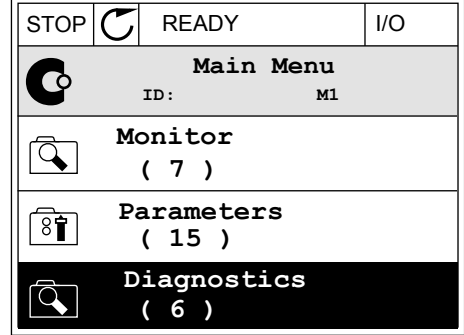 STOP READY I/O
Main Menu
ID: M1
Monitor
( 7 )
Parameters
( 15 )
Diagnostics
( 6 )